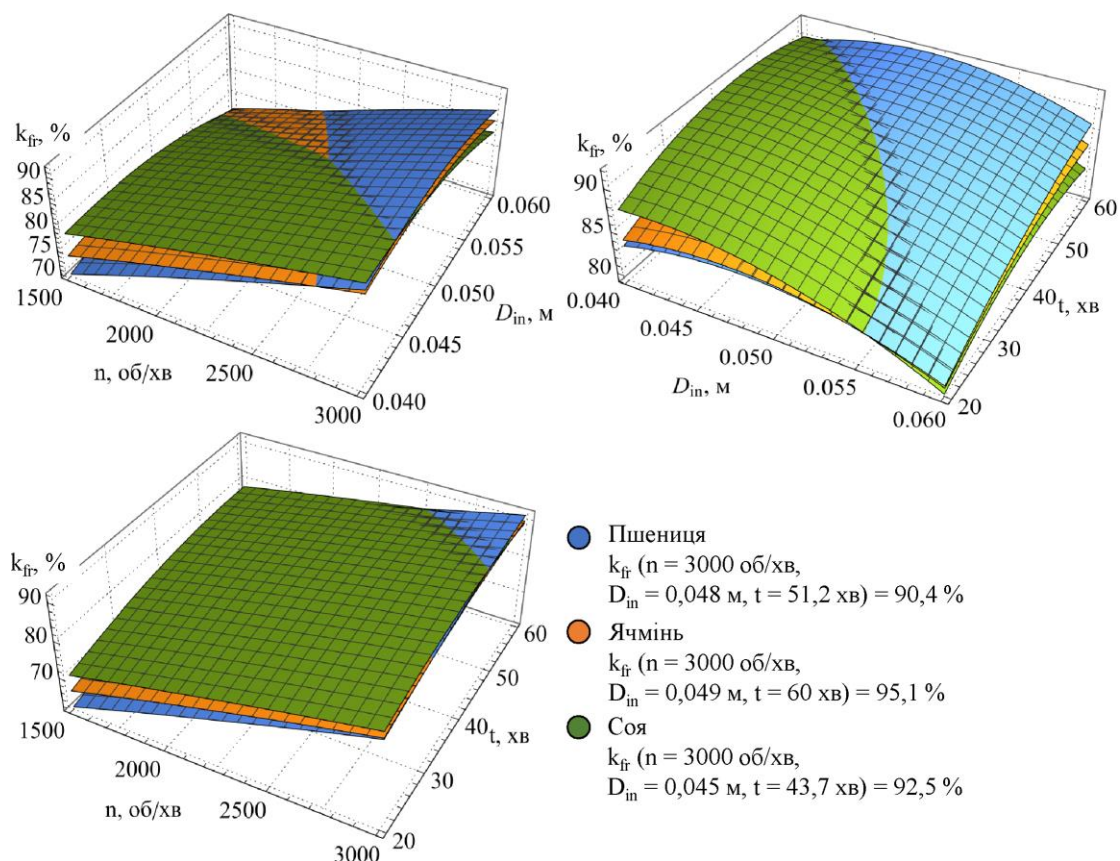 k_fr, %
90
85
80
75
70
1500
2000
2500
3000
n, об/хв
0.040
0.045
0.050
0.055
0.060
D_in, м
k_fr, %
90
85
80
0.040
0.045
0.050
0.055
0.060
D_in, м
20
30
40
50
60
t, хв
k_fr, %
90
80
70
1500
2000
2500
3000
n, об/хв
20
30
40
50
60
t, хв
Пшениця
k_fr (n = 3000 об/хв,
D_in = 0,048 м, t = 51,2 хв) = 90,4 %
Ячмінь
k_fr (n = 3000 об/хв,
D_in = 0,049 м, t = 60 хв) = 95,1 %
Соя
k_fr (n = 3000 об/хв,
D_in = 0,045 м, t = 43,7 хв) = 92,5 %